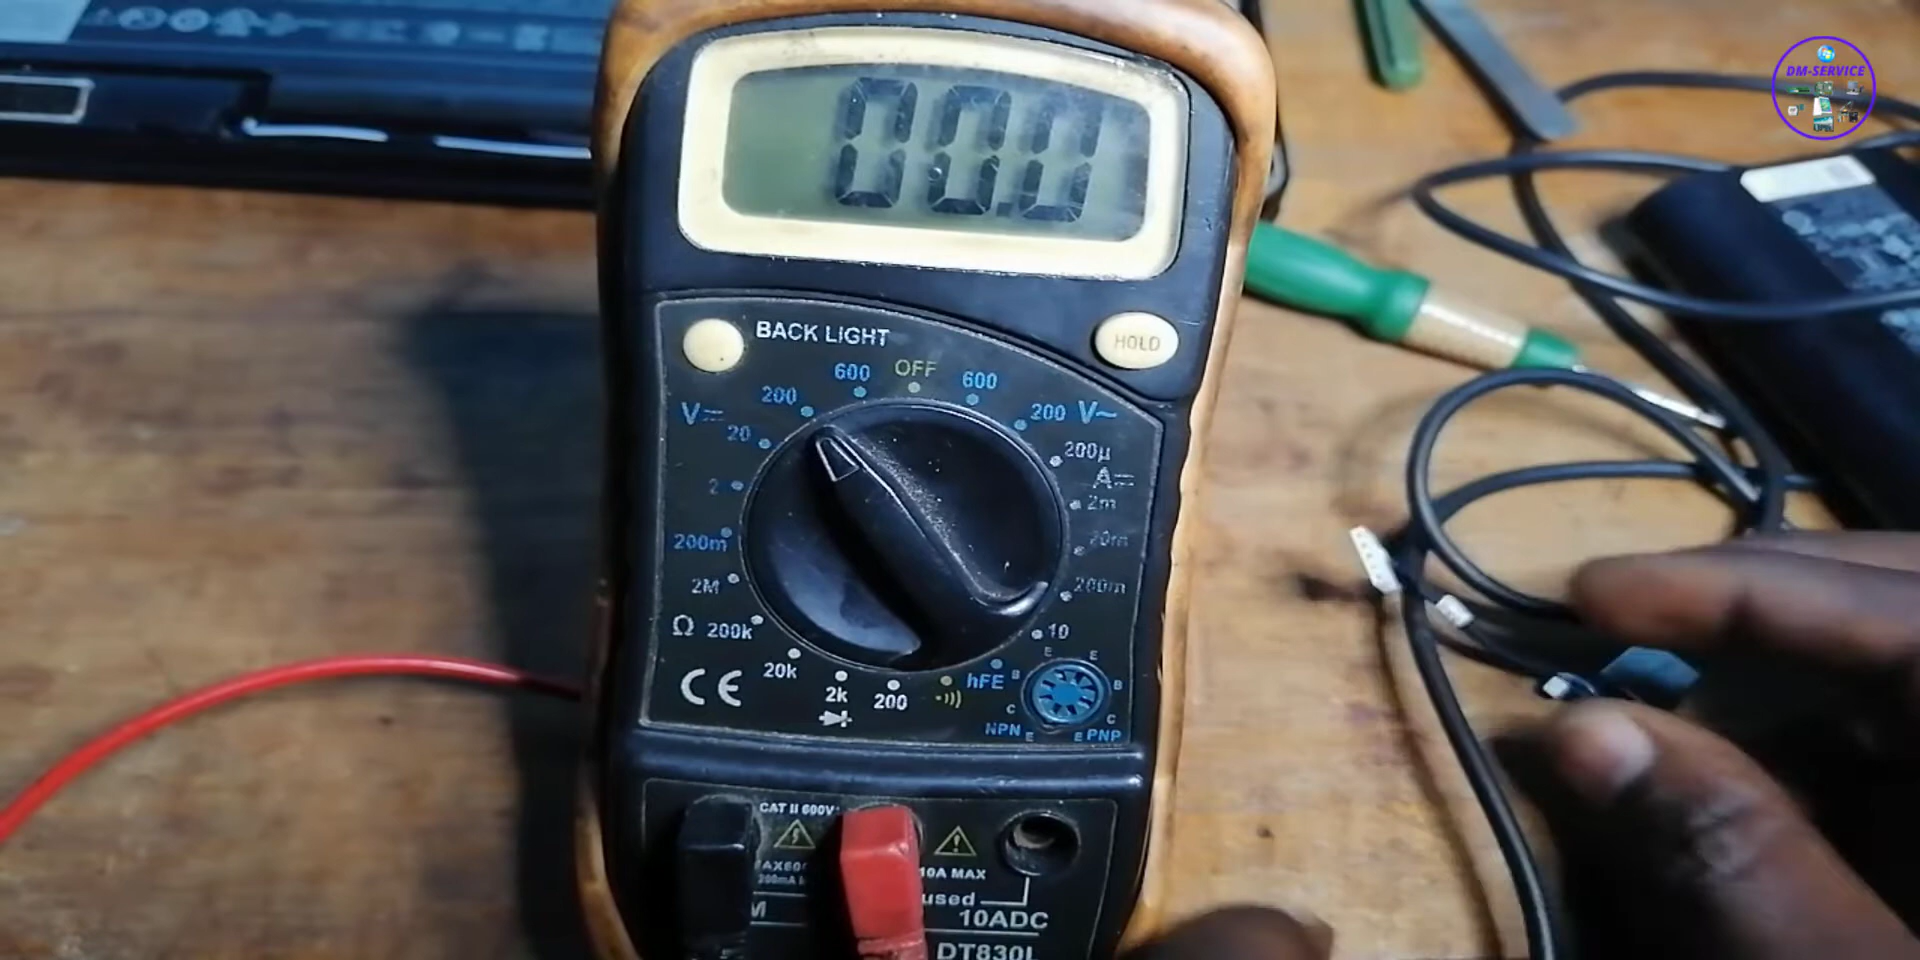 DM-SERVICE
00.0
BACK LIGHT
HOLD
OFF
600
600
200
200 V~
V⎓
20
200µ
A⎓
2
2m
20m
200m
200m
2M
Ω 200k
10
20k
2k
200
hFE
CE
E
E
B
B
C
C
NPN
E
E PNP
CAT II 600V
10A MAX
10ADC
DT830L